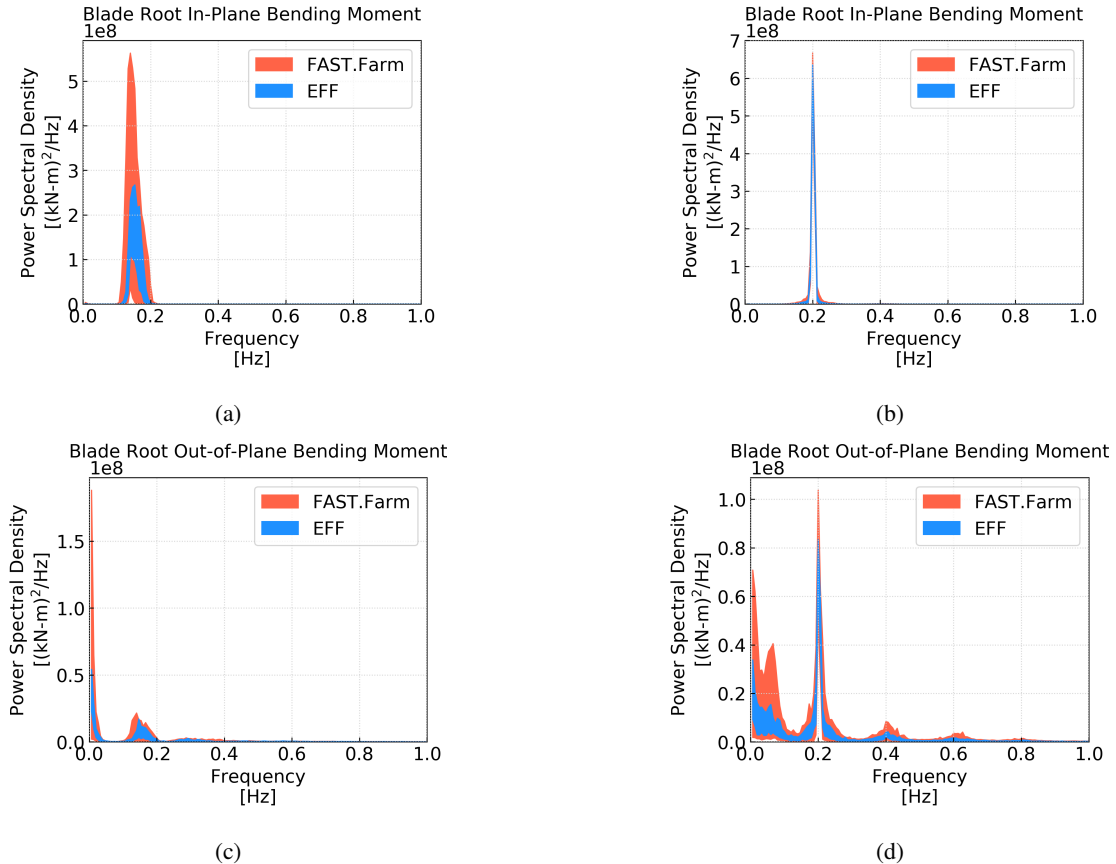 Blade Root In-Plane Bending Moment
1e8
Power Spectral Density
[(kN-m)2/Hz]
5
4
3
2
1
0
0.0 0.2 0.4 0.6 0.8 1.0
Frequency
[Hz]
FAST.Farm
EFF
(a)
Blade Root In-Plane Bending Moment
1e8
Power Spectral Density
[(kN-m)2/Hz]
7
6
5
4
3
2
1
0
0.0 0.2 0.4 0.6 0.8 1.0
Frequency
[Hz]
FAST.Farm
EFF
(b)
Blade Root Out-of-Plane Bending Moment
1e8
Power Spectral Density
[(kN-m)2/Hz]
1.5
1.0
0.5
0.0
0.0 0.2 0.4 0.6 0.8 1.0
Frequency
[Hz]
FAST.Farm
EFF
(c)
Blade Root Out-of-Plane Bending Moment
1e8
Power Spectral Density
[(kN-m)2/Hz]
1.0
0.8
0.6
0.4
0.2
0.0
0.0 0.2 0.4 0.6 0.8 1.0
Frequency
[Hz]
FAST.Farm
EFF
(d)